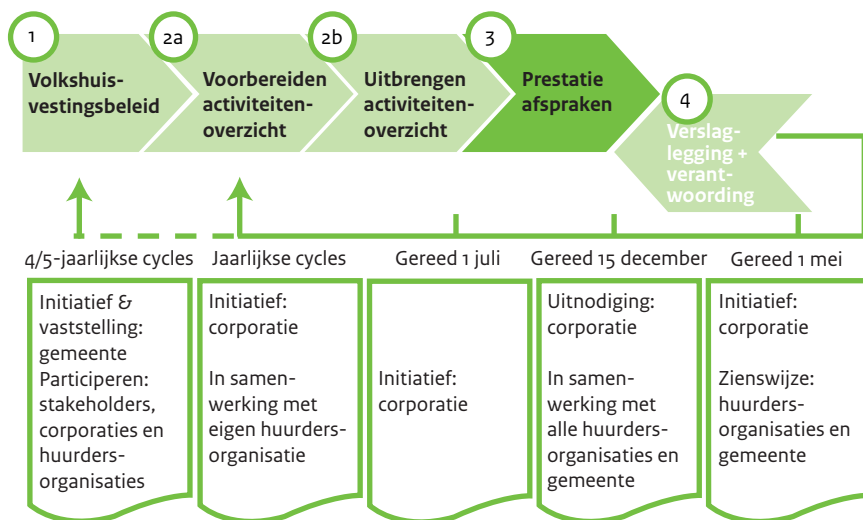 1
Volkshuis-
vestingsbeleid
2a
Voorbereiden
activiteiten-
overzicht
2b
Uitbrengen
activiteiten-
overzicht
3
Prestatie
afspraken
4
Verslag-
legging +
verant-
woording
4/5-jaarlijkse cycles
Jaarlijkse cycles
Gereed 1 juli
Gereed 15 december
Gereed 1 mei
Initiatief &
vaststelling:
gemeente
Participeren:
stakeholders,
corporaties en
huurders-
organisaties
Initiatief:
corporatie
In samen-
werking met
eigen huurders-
organisatie
Initiatief:
corporatie
Uitnodiging:
corporatie
In samen-
werking met
alle huurders-
organisaties en
gemeente
Initiatief:
corporatie
Zienswijze:
huurders-
organisaties en
gemeente